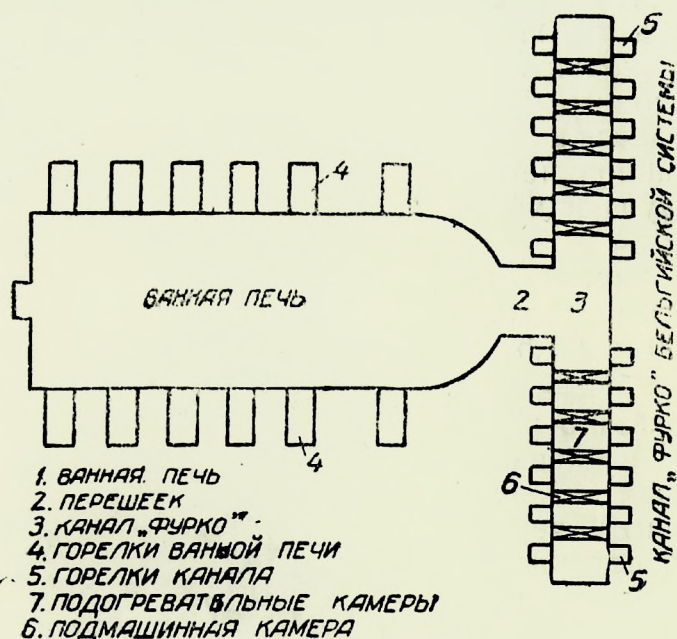 5
КАНАЛ „ФУРКО" БЕЛЬГИЙСКОЙ СИСТЕМЫ
4
ВАННАЯ ПЕЧЬ
2
3
7
4
6
5
1. ВАННАЯ ПЕЧЬ
2. ПЕРЕШЕЕК
3. КАНАЛ „ФУРКО"
4. ГОРЕЛКИ ВАННОЙ ПЕЧИ
5. ГОРЕЛКИ КАНАЛА
7. ПОДОГРЕВАТЕЛЬНЫЕ КАМЕРЫ
6. ПОДМАШИННАЯ КАМЕРА